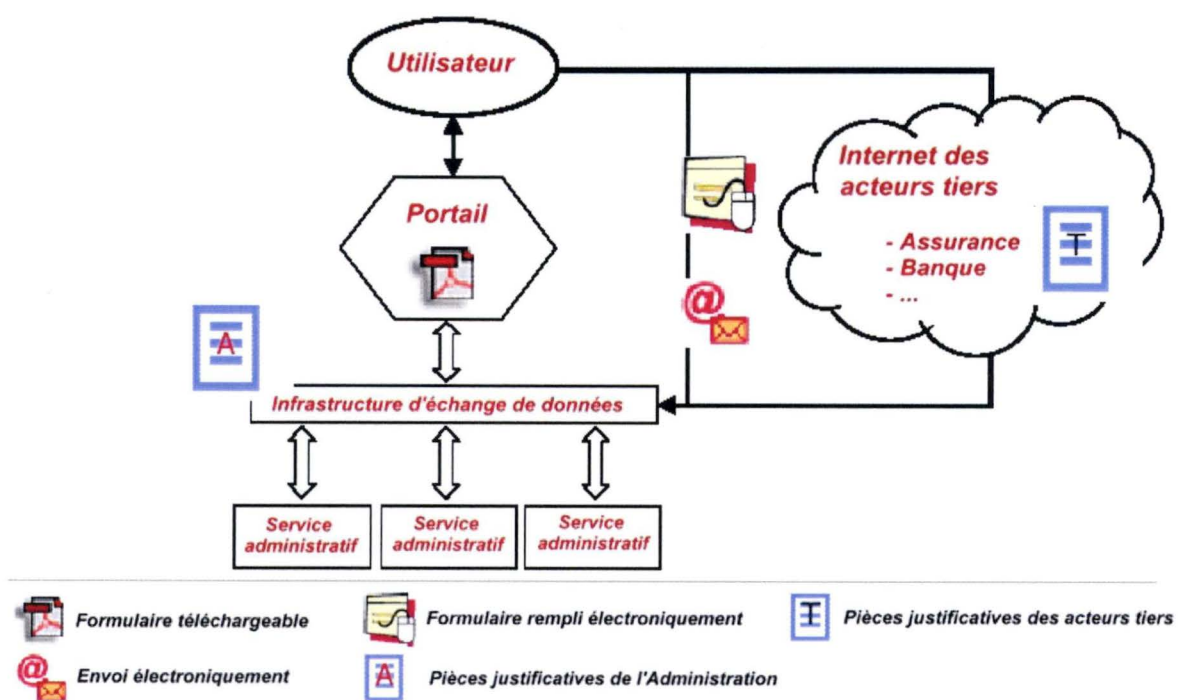 Utilisateur
Internet des
acteurs tiers
- Assurance
- Banque
- ...
T
Portail
@
A
Infrastructure d'échange de données
Service
administratif
Service
administratif
Service
administratif
Formulaire téléchargeable
Formulaire rempli électroniquement
T
Pièces justificatives des acteurs tiers
@
Envoi électroniquement
A
Pièces justificatives de l'Administration